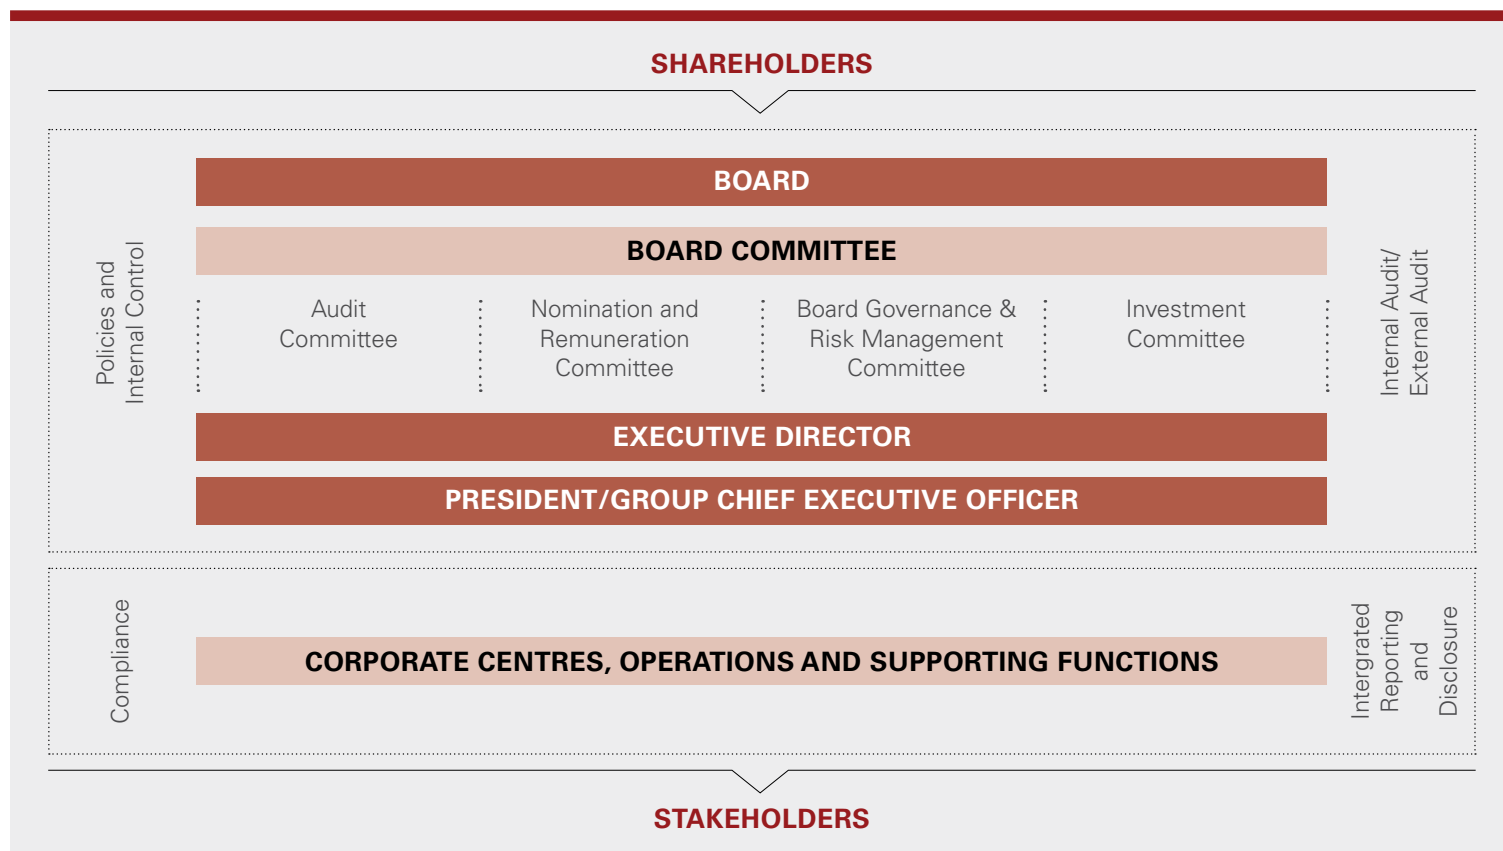 SHAREHOLDERS
BOARD
BOARD COMMITTEE
Policies and
Internal Control
Audit
Committee
Nomination and
Remuneration
Committee
Board Governance &
Risk Management
Committee
Investment
Committee
Internal Audit/
External Audit
EXECUTIVE DIRECTOR
PRESIDENT/GROUP CHIEF EXECUTIVE OFFICER
Compliance
CORPORATE CENTRES, OPERATIONS AND SUPPORTING FUNCTIONS
Intergrated
Reporting
and
Disclosure
STAKEHOLDERS